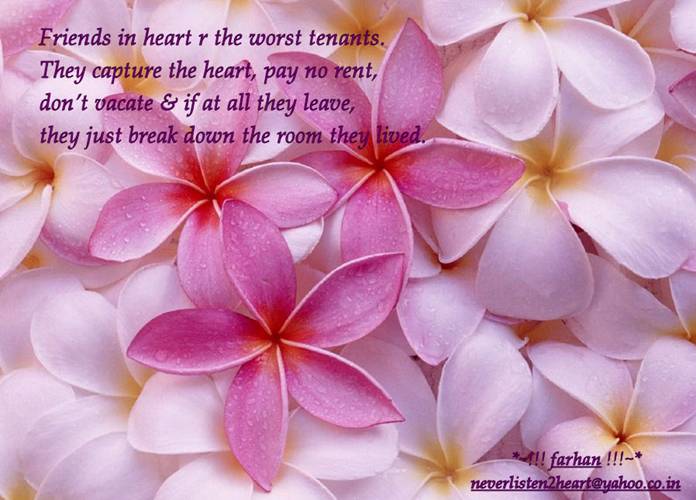 Friends in heart r the worst tenants.
They capture the heart, pay no rent,
don't vacate & if at all they leave,
they just break down the room they lived.
*~!!! farhan !!!~*
neverlisten2heart@yahoo.co.in